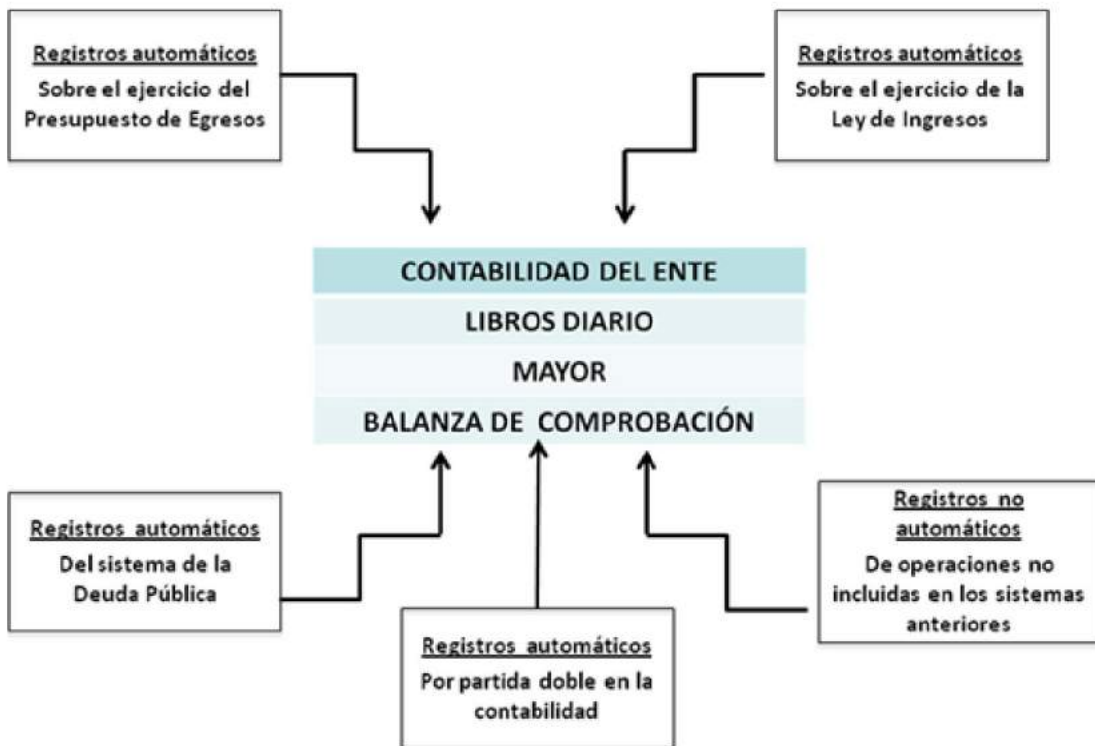 Registros automáticos
Sobre el ejercicio del
Presupuesto de Egresos
Registros automáticos
Sobre el ejercicio de la
Ley de Ingresos
CONTABILIDAD DEL ENTE
LIBROS DIARIO
MAYOR
BALANZA DE COMPROBACIÓN
Registros automáticos
Del sistema de la
Deuda Pública
Registros automáticos
Por partida doble en la
contabilidad
Registros no
automáticos
De operaciones no
incluidas en los sistemas
anteriores